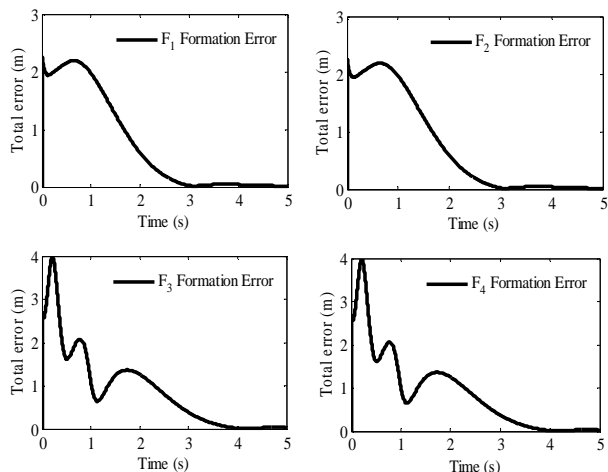 3
F1 Formation Error
2
Total error (m)
1
0
0 1 2 3 4 5
Time (s)
3
F2 Formation Error
2
Total error (m)
1
0
0 1 2 3 4 5
Time (s)
4
F3 Formation Error
3
Total error (m)
2
1
0
0 1 2 3 4 5
Time (s)
4
F4 Formation Error
3
Total error (m)
2
1
0
0 1 2 3 4 5
Time (s)